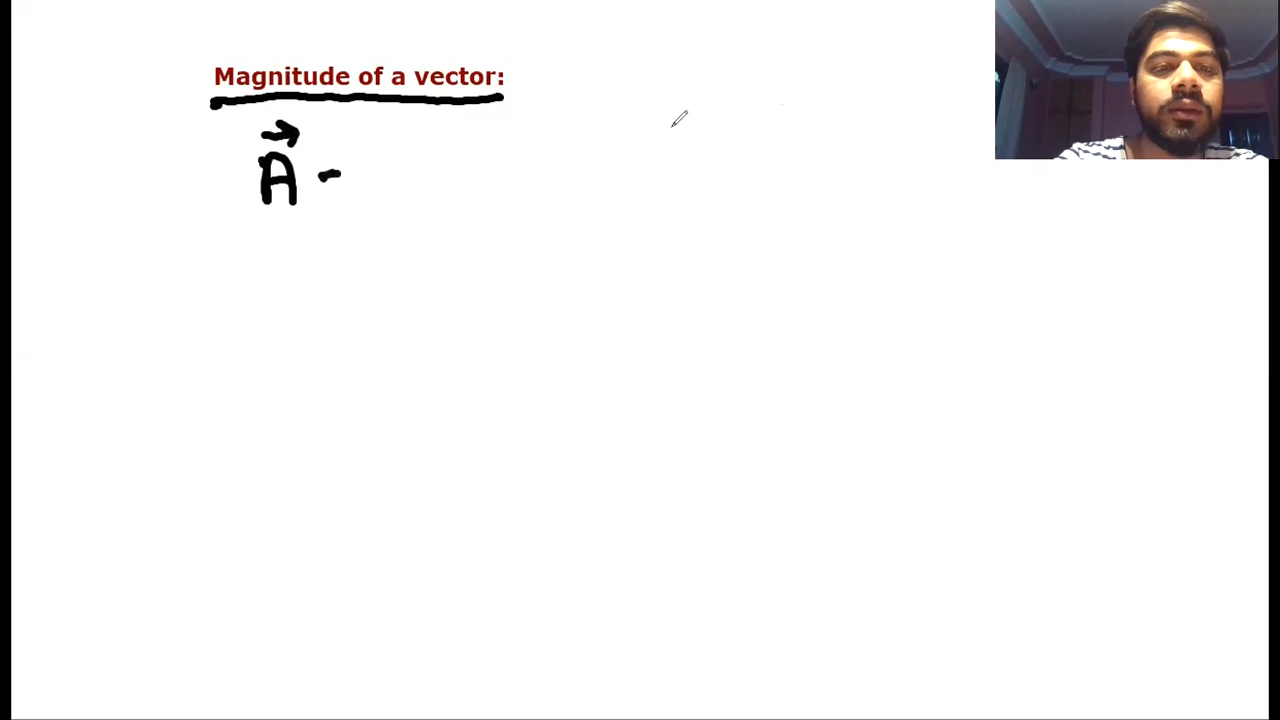 Magnitude of a vector:
A⃗ -